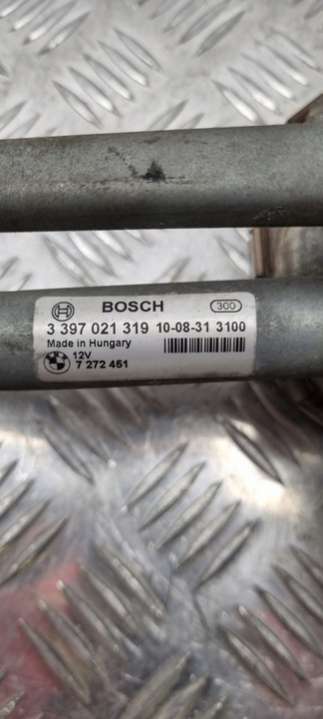 BOSCH 300
3 397 021 319 10-08-31 3100
Made in Hungary
12V
7 272 451